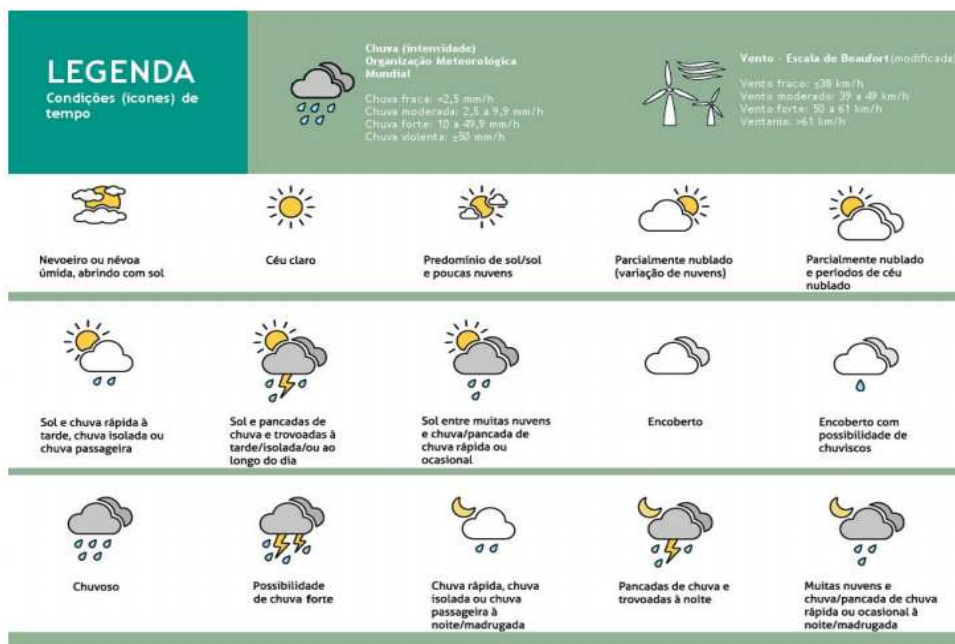 LEGENDA
Condições (ícones) de
tempo
Chuva (intensidade)
Organização Meteorológica
Mundial
Chuva fraca: <2,5 mm/h
Chuva moderada: 2,5 a 9,9 mm/h
Chuva forte: 10 a 49,9 mm/h
Chuva violenta: ≥50 mm/h
Vento - Escala de Beaufort (modificada)
Vento fraco: ≤38 km/h
Vento moderado: 39 a 49 km/h
Vento forte: 50 a 61 km/h
Ventania: >61 km/h
Nevoeiro ou névoa
úmida, abrindo com sol
Céu claro
Predomínio de sol/sol
e poucas nuvens
Parcialmente nublado
(variação de nuvens)
Parcialmente nublado
e períodos de céu
nublado
Sol e chuva rápida à
tarde, chuva isolada ou
chuva passageira
Sol e pancadas de
chuva e trovoadas à
tarde/isolada/ou ao
longo do dia
Sol entre muitas nuvens
e chuva/pancada de
chuva rápida ou
ocasional
Encoberto
Encoberto com
possibilidade de
chuviscos
Chuvoso
Possibilidade
de chuva forte
Chuva rápida, chuva
isolada ou chuva
passageira à
noite/madrugada
Pancadas de chuva e
trovoadas à noite
Muitas nuvens e
chuva/pancada de chuva
rápida ou ocasional à
noite/madrugada